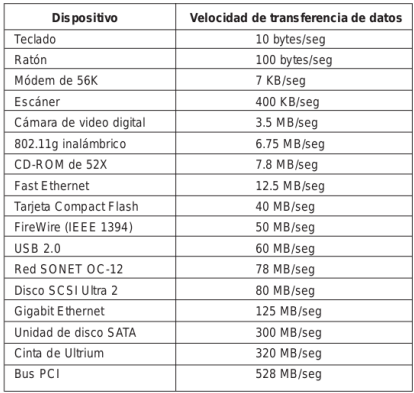 Dispositivo Velocidad de transferencia de datos
Teclado 10 bytes/seg
Ratón 100 bytes/seg
Módem de 56K 7 KB/seg
Escáner 400 KB/seg
Cámara de video digital 3.5 MB/seg
802.11g inalámbrico 6.75 MB/seg
CD-ROM de 52X 7.8 MB/seg
Fast Ethernet 12.5 MB/seg
Tarjeta Compact Flash 40 MB/seg
FireWire (IEEE 1394) 50 MB/seg
USB 2.0 60 MB/seg
Red SONET OC-12 78 MB/seg
Disco SCSI Ultra 2 80 MB/seg
Gigabit Ethernet 125 MB/seg
Unidad de disco SATA 300 MB/seg
Cinta de Ultrium 320 MB/seg
Bus PCI 528 MB/seg